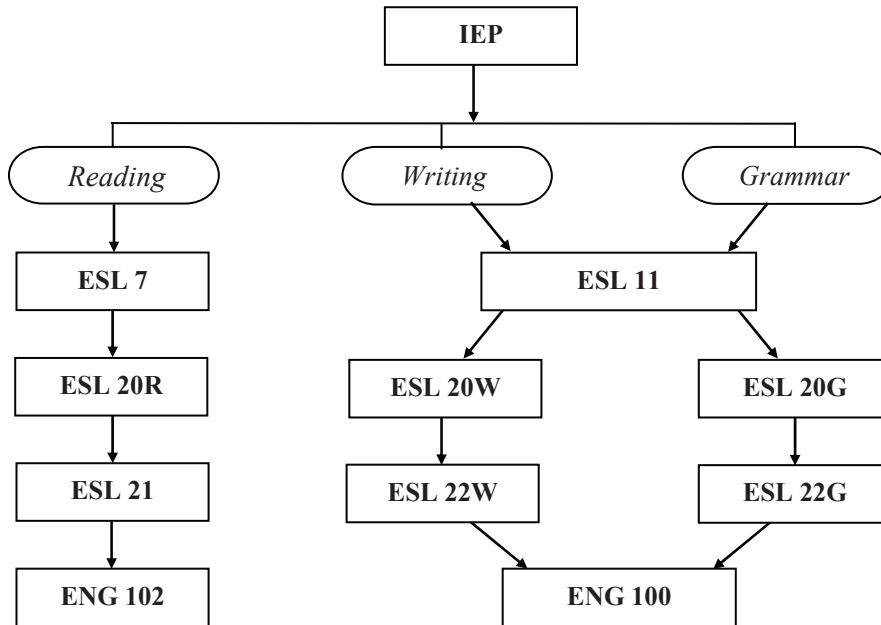 IEP
Reading
Writing
Grammar
ESL 7
ESL 11
ESL 20R
ESL 20W
ESL 20G
ESL 21
ESL 22W
ESL 22G
ENG 102
ENG 100